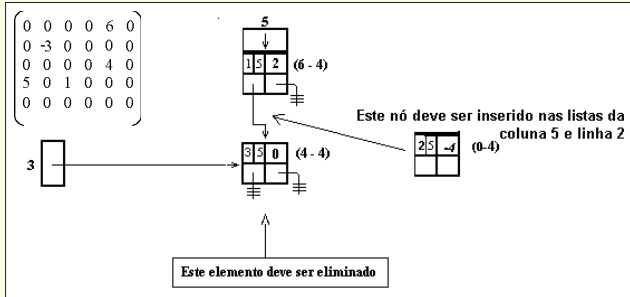 0 0 0 0 6 0
0 -3 0 0 0 0
0 0 0 0 4 0
5 0 1 0 0 0
0 0 0 0 0 0
5
1 5 2 (6 - 4)
Este nó deve ser inserido nas listas da
coluna 5 e linha 2
2 5 -4 (0-4)
3
3 5 0 (4 - 4)
Este elemento deve ser eliminado